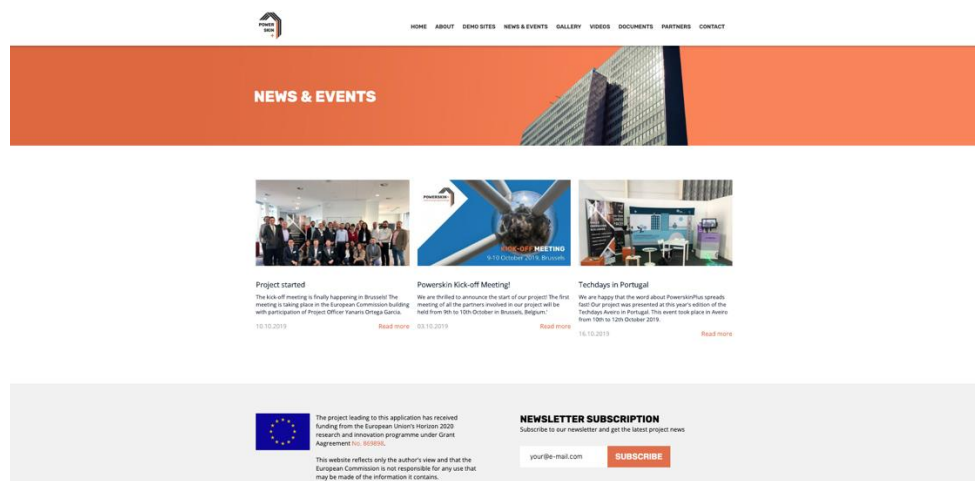 POWER
SKIN
+
HOME ABOUT DEMO SITES NEWS & EVENTS GALLERY VIDEOS DOCUMENTS PARTNERS CONTACT
NEWS & EVENTS
POWERSKIN+
KICK-OFF MEETING
9-10 October 2019, Brussels
Project started
The kick-off meeting is finally happening in Brussels! The
meeting is taking place in the European Commission building
with participation of Project Officer Yanaris Ortega Garcia.
10.10.2019 Read more
Powerskin Kick-off Meeting!
We are thrilled to announce the start of our project! The first
meeting of all the partners involved in our project will be
held from 9th to 10th October in Brussels, Belgium.'
03.10.2019 Read more
Techdays in Portugal
We are happy that the word about PowerskinPlus spreads
fast! Our project was presented at this year's edition of the
Techdays Aveiro in Portugal. This event took place in Aveiro
from 10th to 12th October 2019.
16.10.2019 Read more
The project leading to this application has received
funding from the European Union's Horizon 2020
research and innovation programme under Grant
Aagreement No. 869898.
This website reflects only the author's view and that the
European Commission is not responsible for any use that
may be made of the information it contains.
NEWSLETTER SUBSCRIPTION
Subscribe to our newsletter and get the latest project news
your@e-mail.com SUBSCRIBE